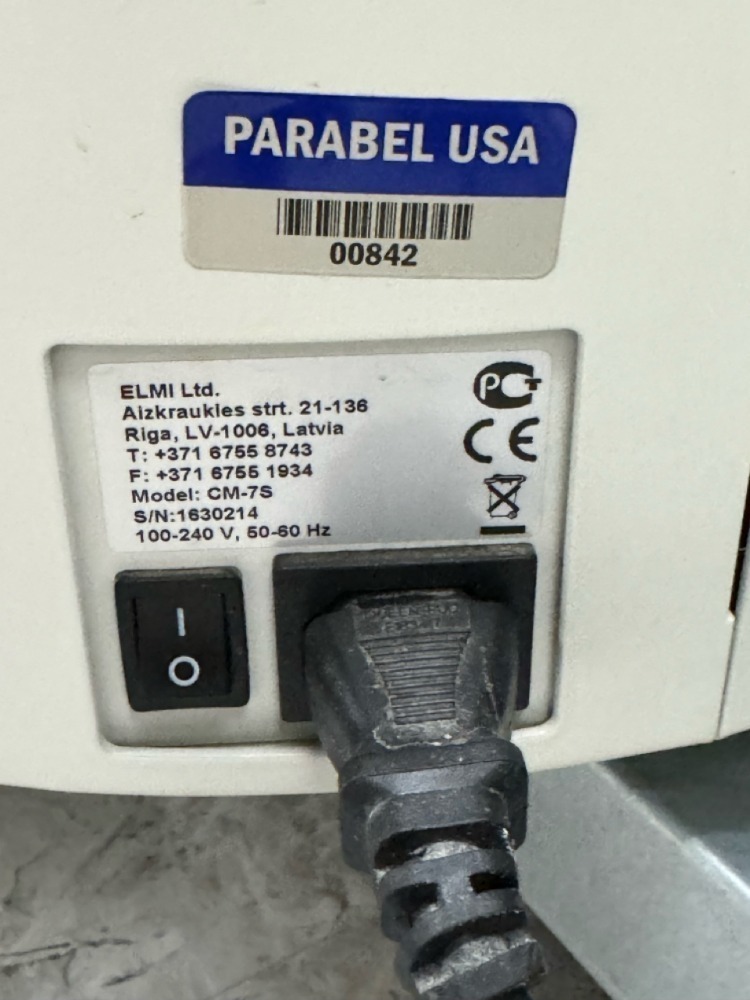 PARABEL USA
00842
ELMI Ltd.
Aizkraukles strt. 21-136
Riga, LV-1006, Latvia
T: +371 6755 8743
F: +371 6755 1934
Model: CM-7S
S/N:1630214
100-240 V, 50-60 Hz
PCT
CE
I
O